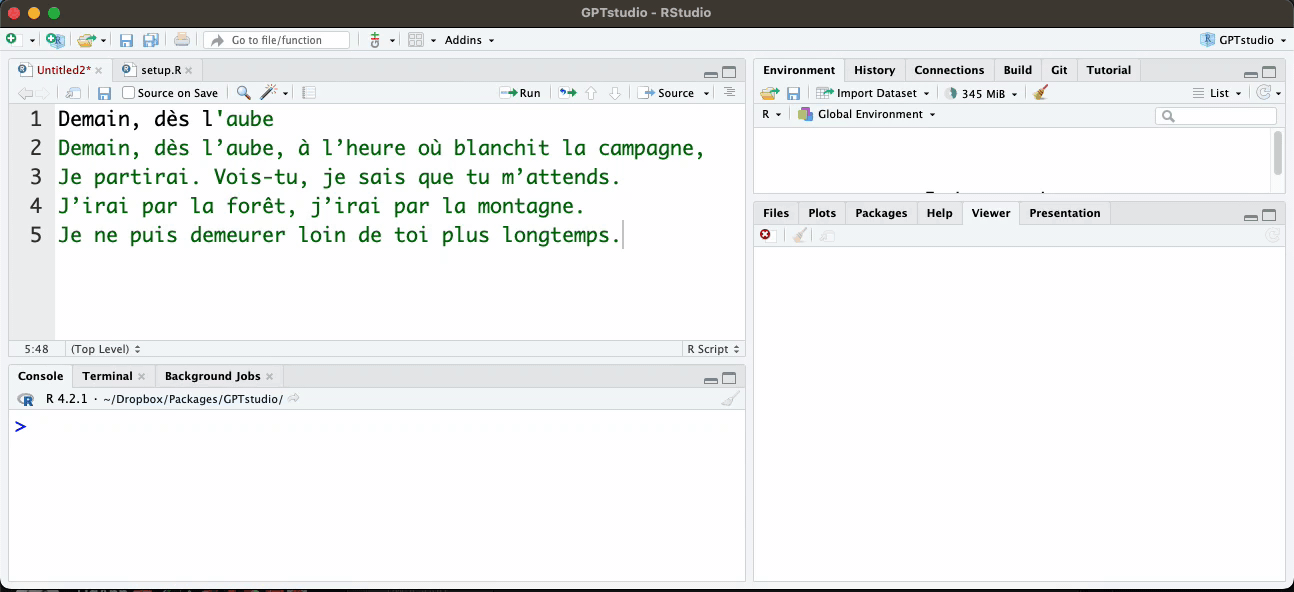 GPTstudio - RStudio
Go to file/function
Addins
GPTstudio
Untitled2*
setup.R
Source on Save
Run
Source
1 Demain, dès l'aube
2 Demain, dès l’aube, à l’heure où blanchit la campagne,
3 Je partirai. Vois-tu, je sais que tu m’attends.
4 J’irai par la forêt, j’irai par la montagne.
5 Je ne puis demeurer loin de toi plus longtemps.
5:48 (Top Level) R Script
Console Terminal Background Jobs
R 4.2.1 · ~/Dropbox/Packages/GPTstudio/
>
Environment History Connections Build Git Tutorial
Import Dataset 345 MiB List
R Global Environment
Files Plots Packages Help Viewer Presentation